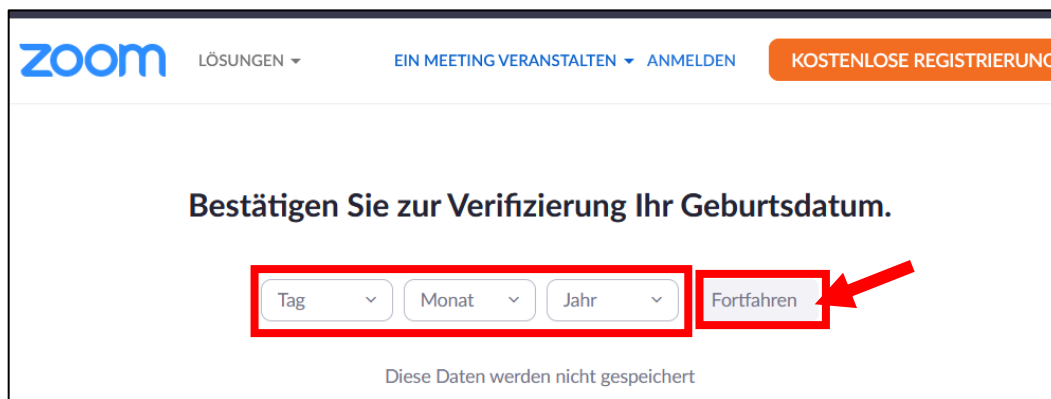 zoom LÖSUNGEN EIN MEETING VERANSTALTEN ANMELDEN KOSTENLOSE REGISTRIERUNG
Bestätigen Sie zur Verifizierung Ihr Geburtsdatum.
Tag Monat Jahr Fortfahren
Diese Daten werden nicht gespeichert